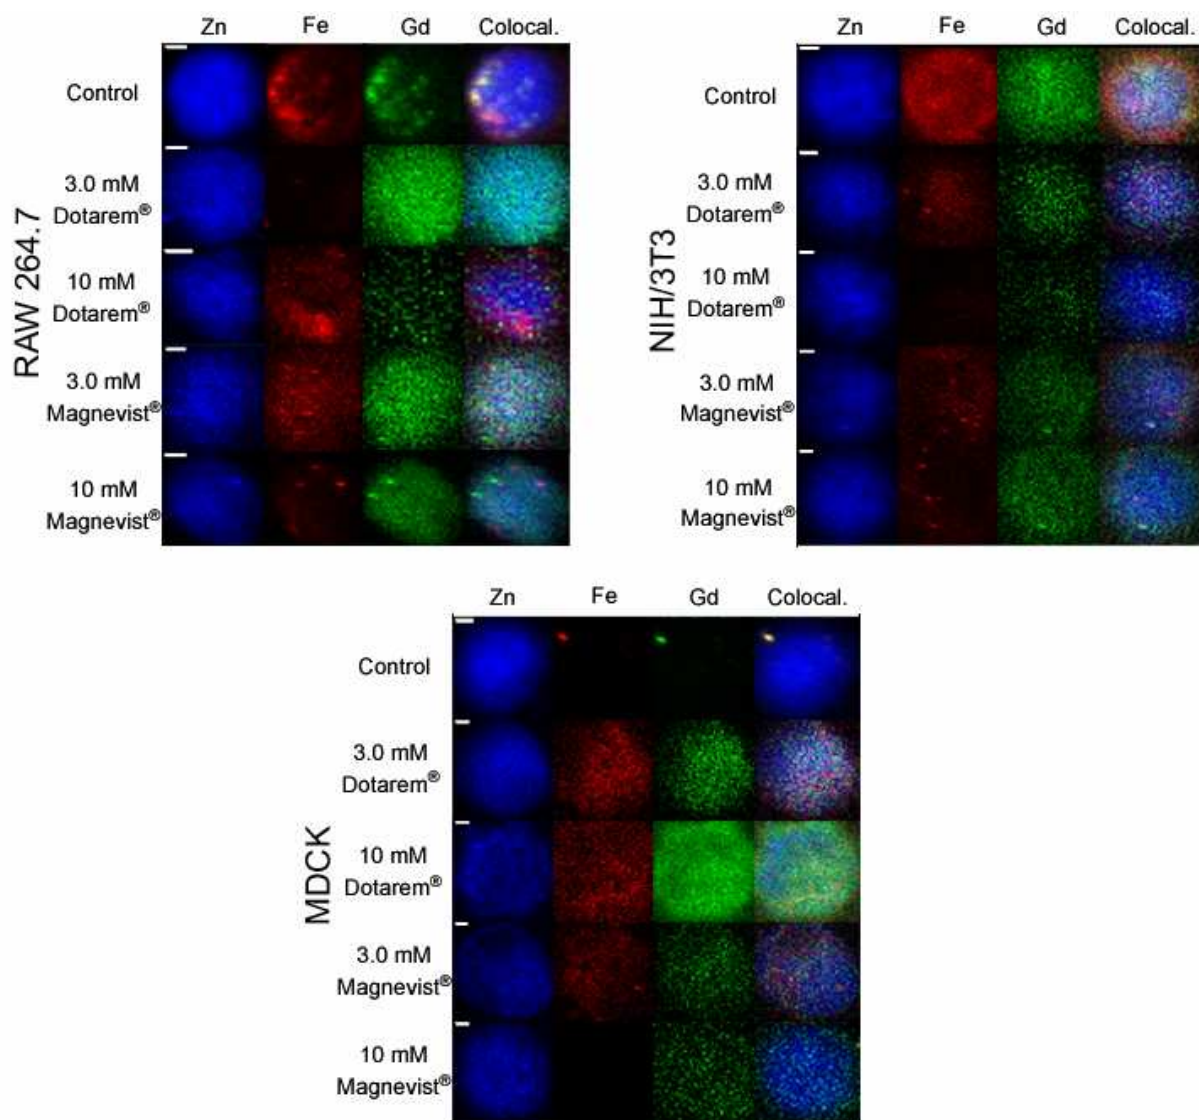 Zn Fe Gd Colocal.
RAW 264.7
Control
3.0 mM
Dotarem®
10 mM
Dotarem®
3.0 mM
Magnevist®
10 mM
Magnevist®
Zn Fe Gd Colocal.
NIH/3T3
Control
3.0 mM
Dotarem®
10 mM
Dotarem®
3.0 mM
Magnevist®
10 mM
Magnevist®
Zn Fe Gd Colocal.
MDCK
Control
3.0 mM
Dotarem®
10 mM
Dotarem®
3.0 mM
Magnevist®
10 mM
Magnevist®